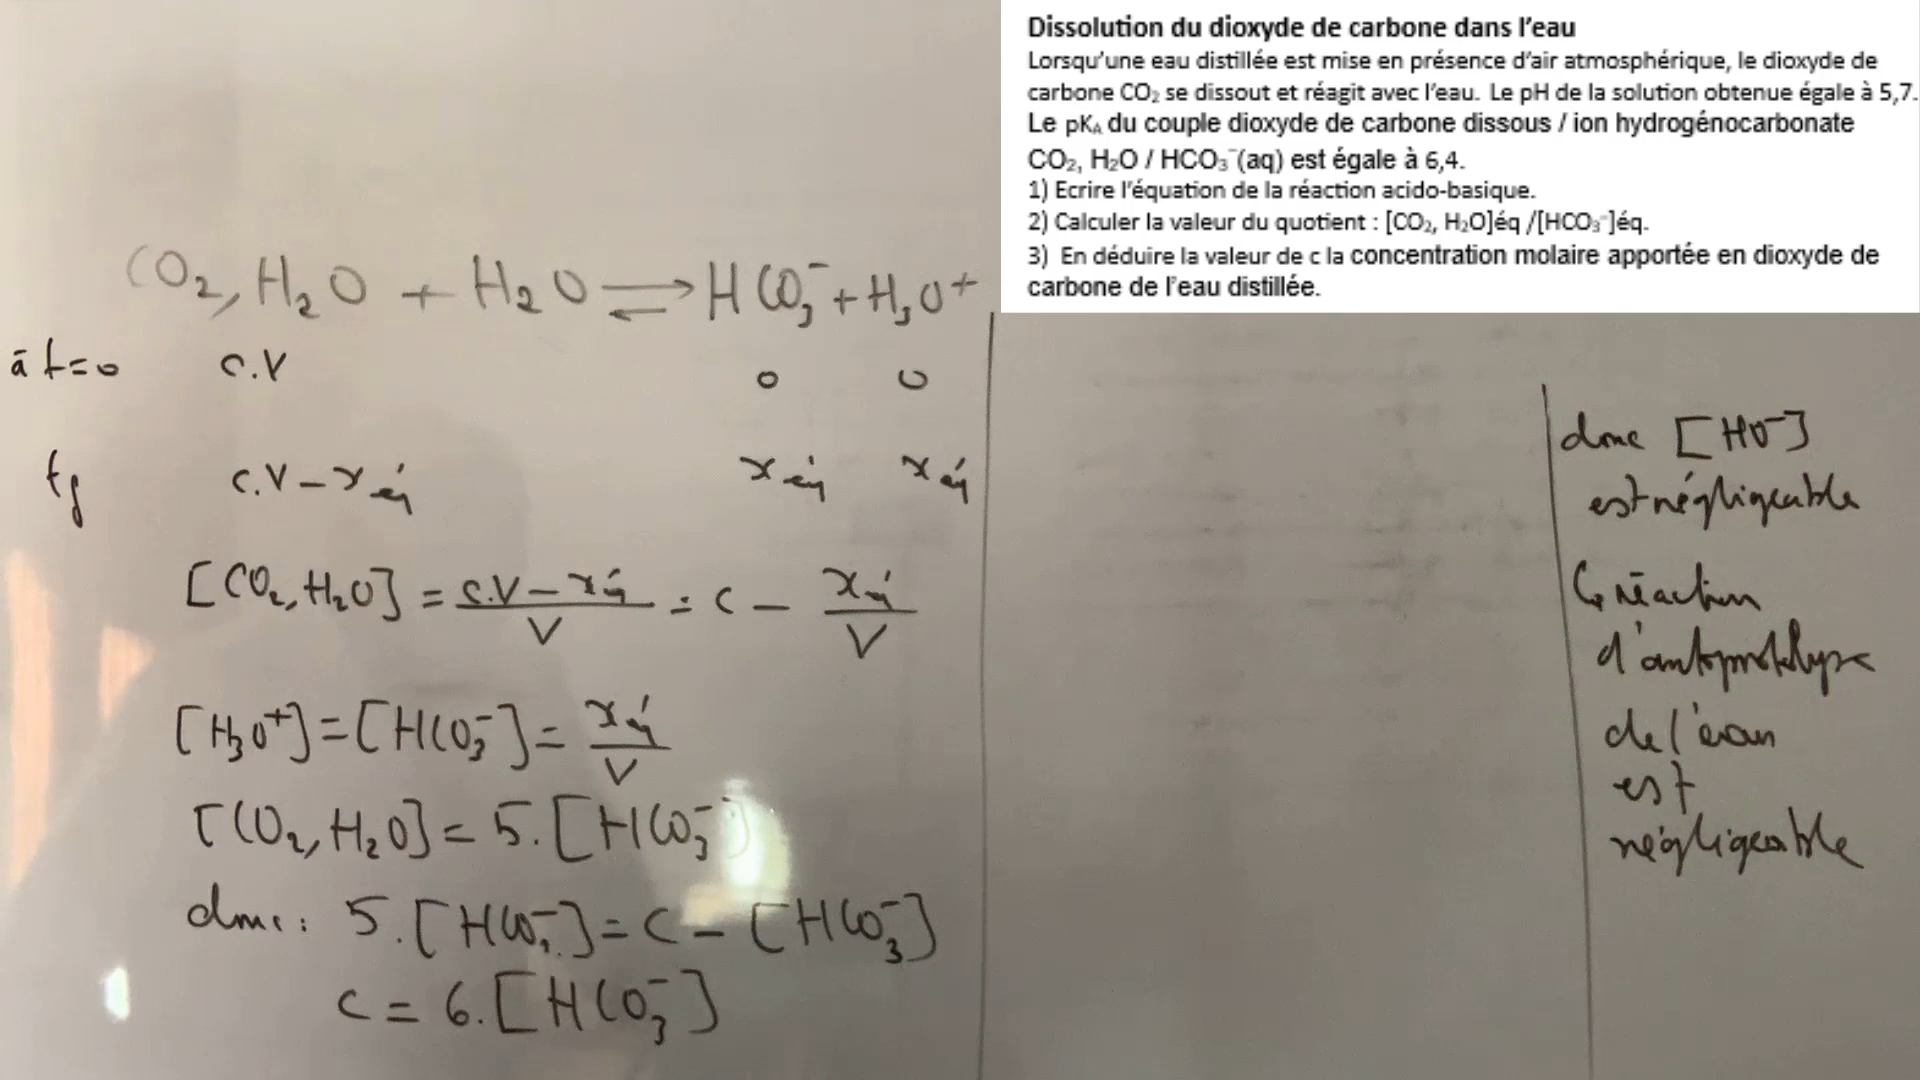 Dissolution du dioxyde de carbone dans l'eau
Lorsqu'une eau distillée est mise en présence d'air atmosphérique, le dioxyde de
carbone CO₂ se dissout et réagit avec l'eau. Le pH de la solution obtenue égale à 5,7.
Le pKA du couple dioxyde de carbone dissous / ion hydrogénocarbonate
CO₂, H₂O / HCO₃⁻(aq) est égale à 6,4.
1) Ecrire l'équation de la réaction acido-basique.
2) Calculer la valeur du quotient : [CO₂, H₂O]éq /[HCO₃⁻]éq.
3) En déduire la valeur de c la concentration molaire apportée en dioxyde de
carbone de l'eau distillée.
CO₂, H₂O + H₂O ⇌ HCO₃⁻ + H₃O⁺
à t=0 c.V 0 0
tf c.V − xéq xéq xéq
[CO₂, H₂O] = (c.V − xéq)/V = c − xéq/V
[H₃O⁺] = [HCO₃⁻] = xéq/V
[CO₂, H₂O] = 5.[HCO₃⁻]
donc : 5.[HCO₃⁻] = c − [HCO₃⁻]
c = 6.[HCO₃⁻]
donc [HO⁻]
est négligeable
↳ réaction
d'autoprotolyse
de l'eau
est
négligeable